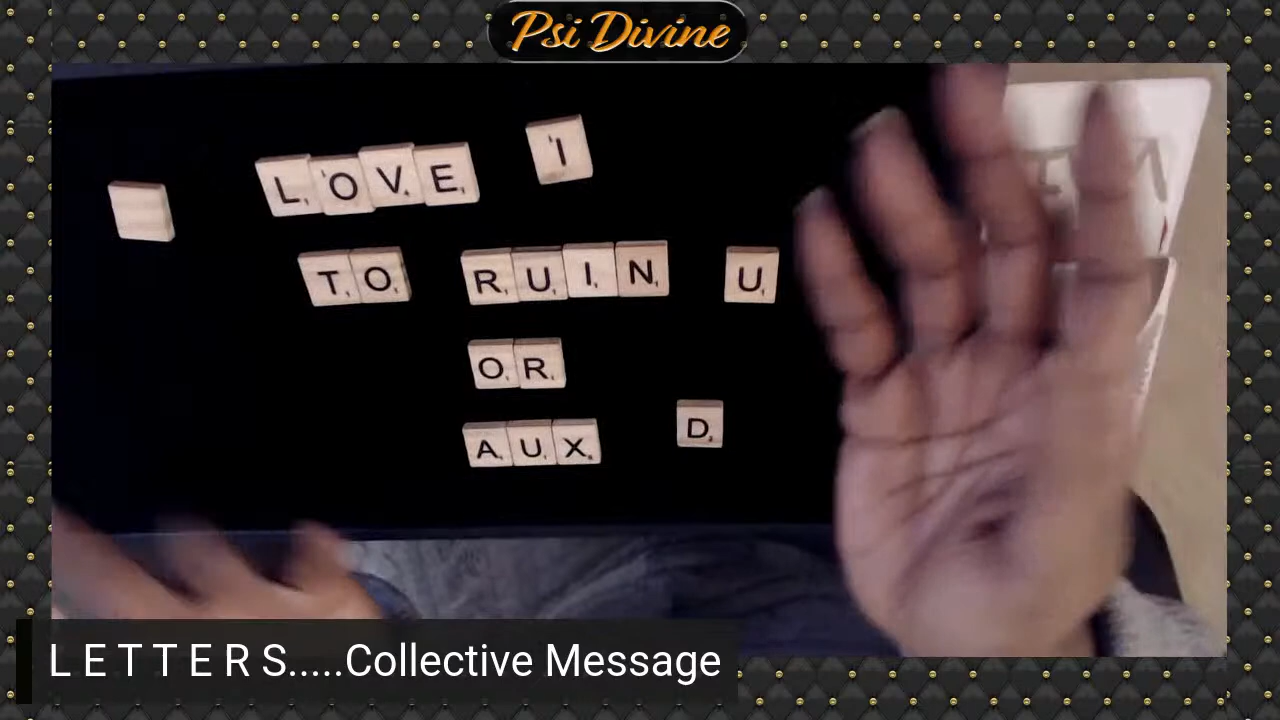 Psi Divine
LOVE I
TO RUIN U
OR
AUX D
L E T T E R S.....Collective Message